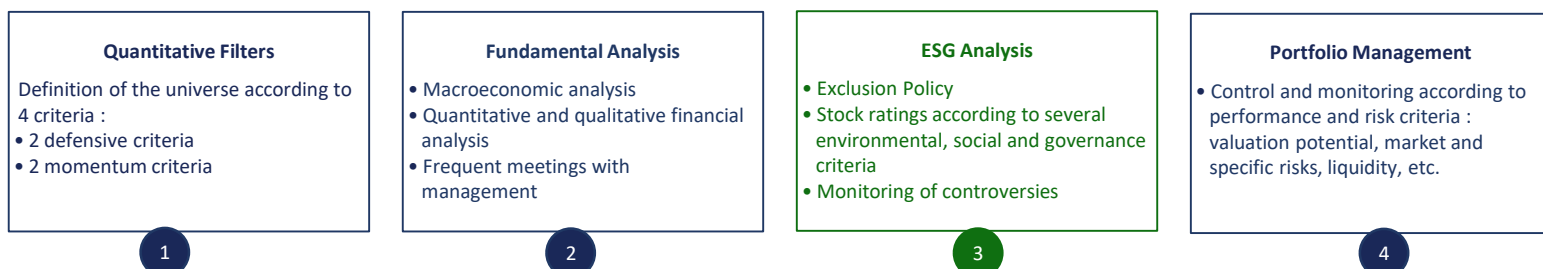 Quantitative Filters
Definition of the universe according to
4 criteria :
• 2 defensive criteria
• 2 momentum criteria
1
Fundamental Analysis
• Macroeconomic analysis
• Quantitative and qualitative financial
analysis
• Frequent meetings with
management
2
ESG Analysis
• Exclusion Policy
• Stock ratings according to several
environmental, social and governance
criteria
• Monitoring of controversies
3
Portfolio Management
• Control and monitoring according to
performance and risk criteria :
valuation potential, market and
specific risks, liquidity, etc.
4